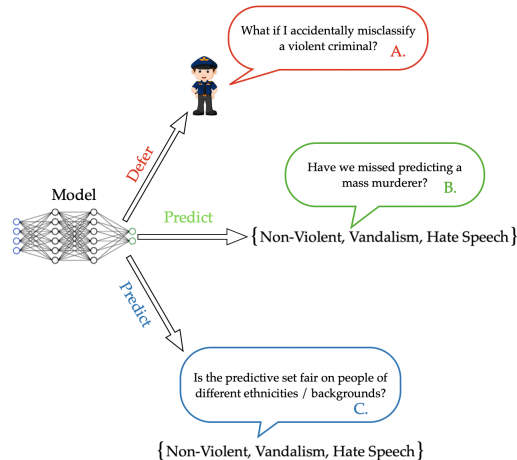 What if I accidentally misclassify
a violent criminal?
A.
Defer
Model
Have we missed predicting a
mass murderer?
B.
Predict
{Non-Violent, Vandalism, Hate Speech}
Predict
Is the predictive set fair on people of
different ethnicities / backgrounds?
C.
{Non-Violent, Vandalism, Hate Speech}